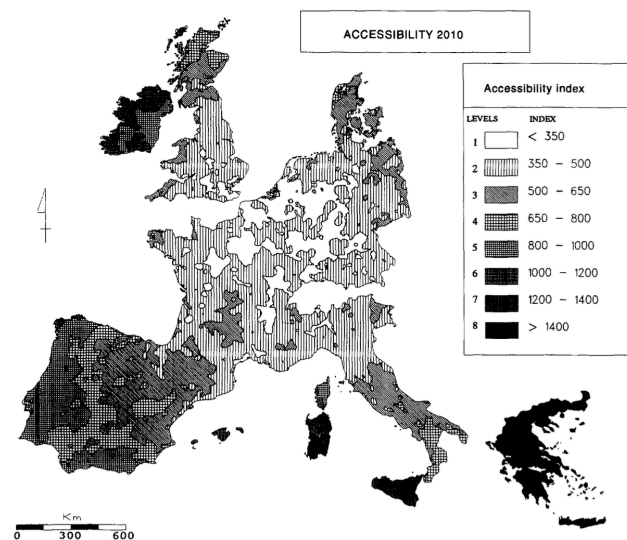 ACCESSIBILITY 2010
Accessibility index
LEVELS INDEX
1 < 350
2 350 – 500
3 500 – 650
4 650 – 800
5 800 – 1000
6 1000 – 1200
7 1200 – 1400
8 > 1400
Km
0 300 600